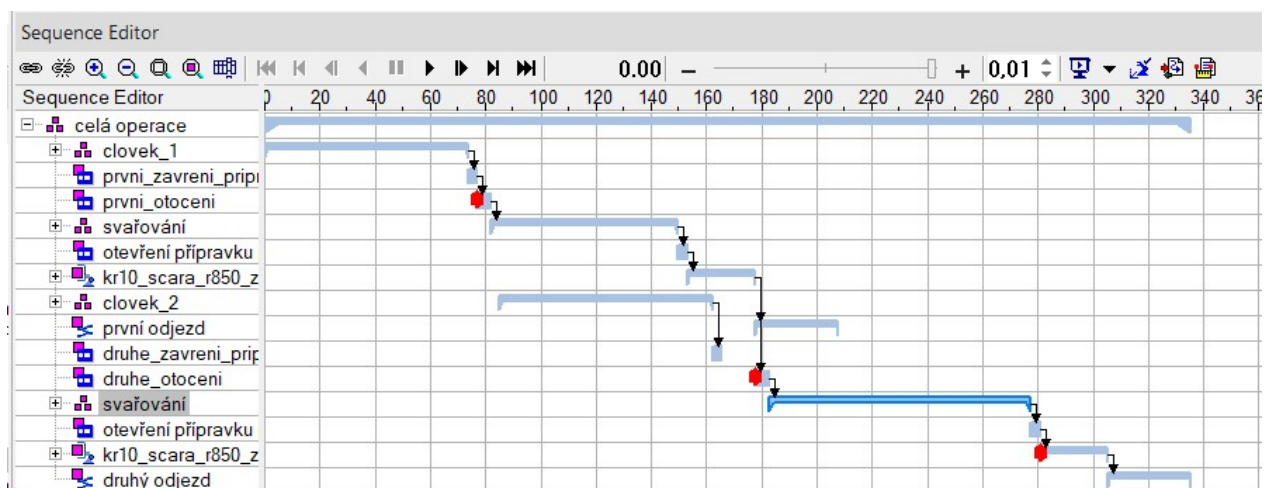 Sequence Editor
0.00 0,01
Sequence Editor 0 20 40 60 80 100 120 140 160 180 200 220 240 260 280 300 320 340 36
celá operace
clovek_1
prvni_zavreni_pripr
prvni_otoceni
svařování
otevření přípravku
kr10_scara_r850_z
clovek_2
první odjezd
druhe_zavreni_prip
druhe_otoceni
svařování
otevření přípravku
kr10_scara_r850_z
druhý odjezd